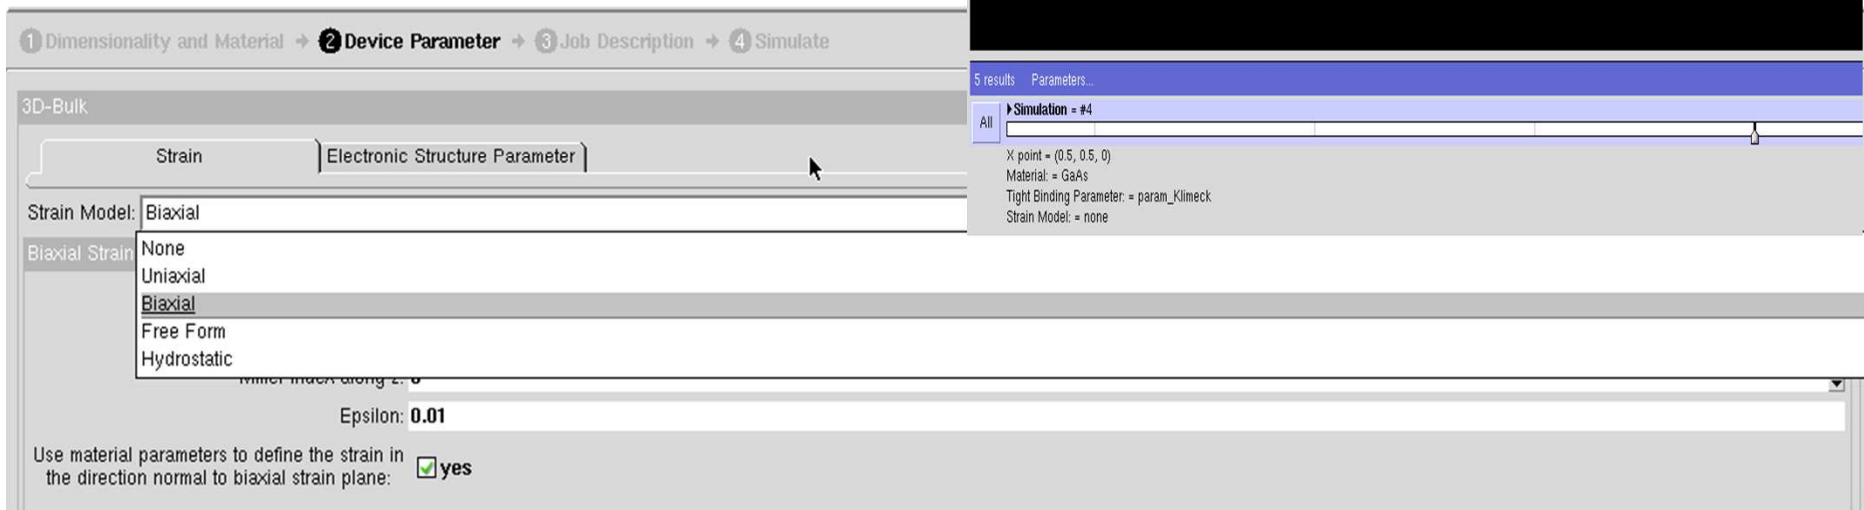 1 Dimensionality and Material → 2 Device Parameter → 3 Job Description → 4 Simulate
3D-Bulk
Strain
Electronic Structure Parameter
Strain Model: Biaxial
Biaxial Strain
None
Uniaxial
Biaxial
Free Form
Hydrostatic
Miller Index along z:
Epsilon: 0.01
Use material parameters to define the strain in
the direction normal to biaxial strain plane:
yes
5 results Parameters...
All
Simulation = #4
X point = (0.5, 0.5, 0)
Material: = GaAs
Tight Binding Parameter: = param_Klimeck
Strain Model: = none